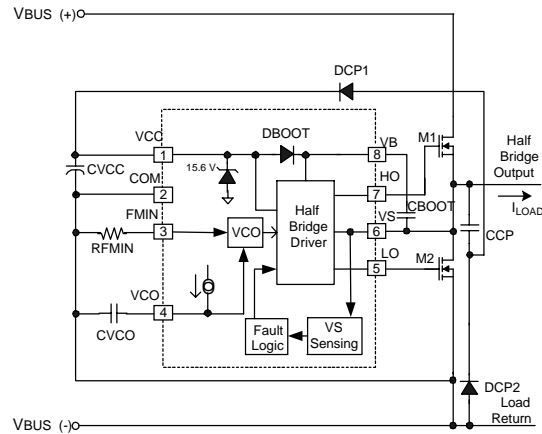 VBUS (+)
DCP1
VCC
DBOOT
VB
M1
Half
Bridge
Output
1
8
15.6 V
HO
CVCC
COM
2
7
CBOOT
ILOAD
FMIN
VS
Half
Bridge
Driver
RFMIN
3
VCO
6
CCP
LO
M2
5
VCO
4
CVCO
Fault
Logic
VS
Sensing
DCP2
Load
Return
VBUS (-)